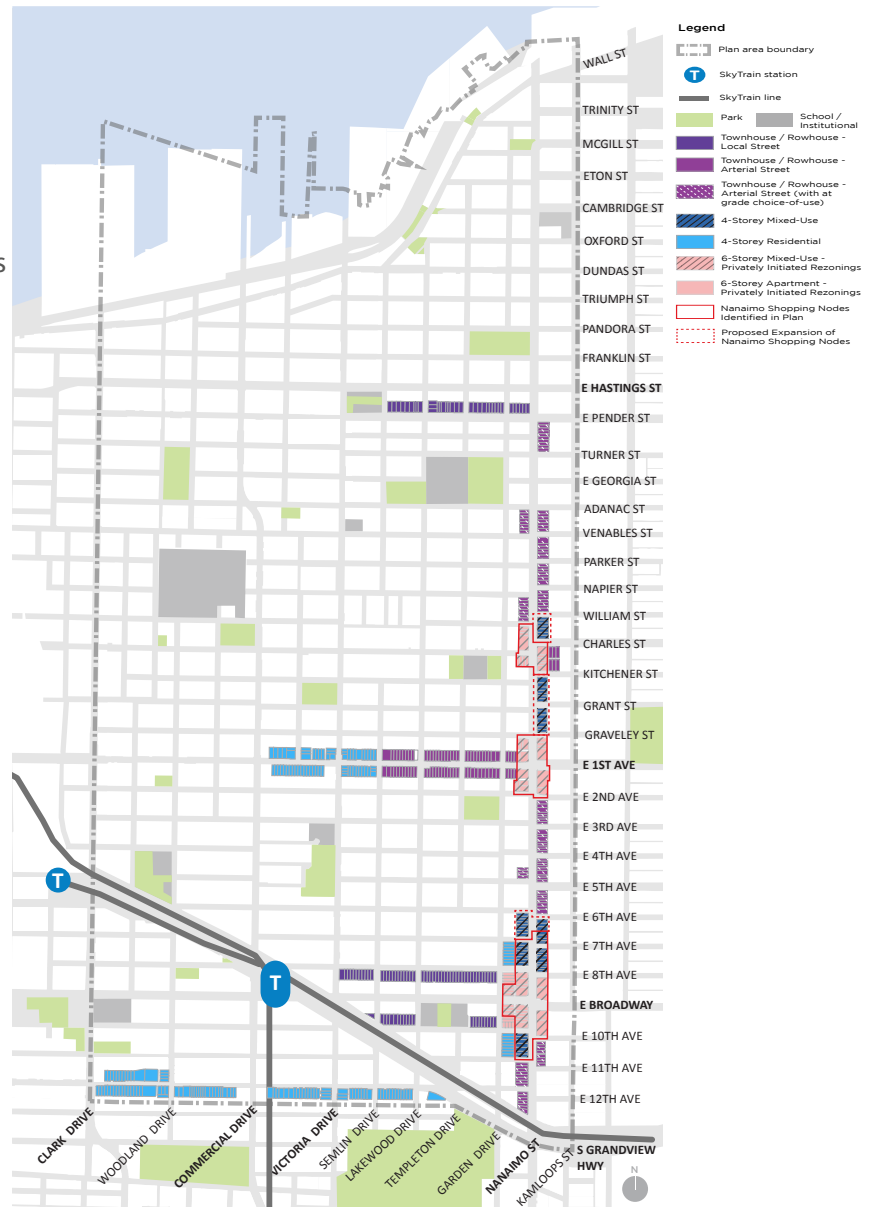 Legend
Plan area boundary
T
SkyTrain station
SkyTrain line
Park
School /
Institutional
Townhouse / Rowhouse -
Local Street
Townhouse / Rowhouse -
Arterial Street
Townhouse / Rowhouse -
Arterial Street (with at
grade choice-of-use)
4-Storey Mixed-Use
4-Storey Residential
6-Storey Mixed-Use -
Privately Initiated Rezonings
6-Storey Apartment -
Privately Initiated Rezonings
Nanaimo Shopping Nodes
Identified in Plan
Proposed Expansion of
Nanaimo Shopping Nodes
S
WALL ST
TRINITY ST
MCGILL ST
ETON ST
CAMBRIDGE ST
OXFORD ST
DUNDAS ST
TRIUMPH ST
PANDORA ST
FRANKLIN ST
E HASTINGS ST
E PENDER ST
TURNER ST
E GEORGIA ST
ADANAC ST
VENABLES ST
PARKER ST
NAPIER ST
WILLIAM ST
CHARLES ST
KITCHENER ST
GRANT ST
GRAVELEY ST
E 1ST AVE
E 2ND AVE
E 3RD AVE
E 4TH AVE
E 5TH AVE
E 6TH AVE
E 7TH AVE
E 8TH AVE
E BROADWAY
E 10TH AVE
E 11TH AVE
E 12TH AVE
S GRANDVIEW
HWY
T
T
CLARK DRIVE
WOODLAND DRIVE
COMMERCIAL DRIVE
VICTORIA DRIVE
SEMLIN DRIVE
LAKEWOOD DRIVE
TEMPLETON DRIVE
GARDEN DRIVE
NANAIMO ST
KAMLOOPS ST
N